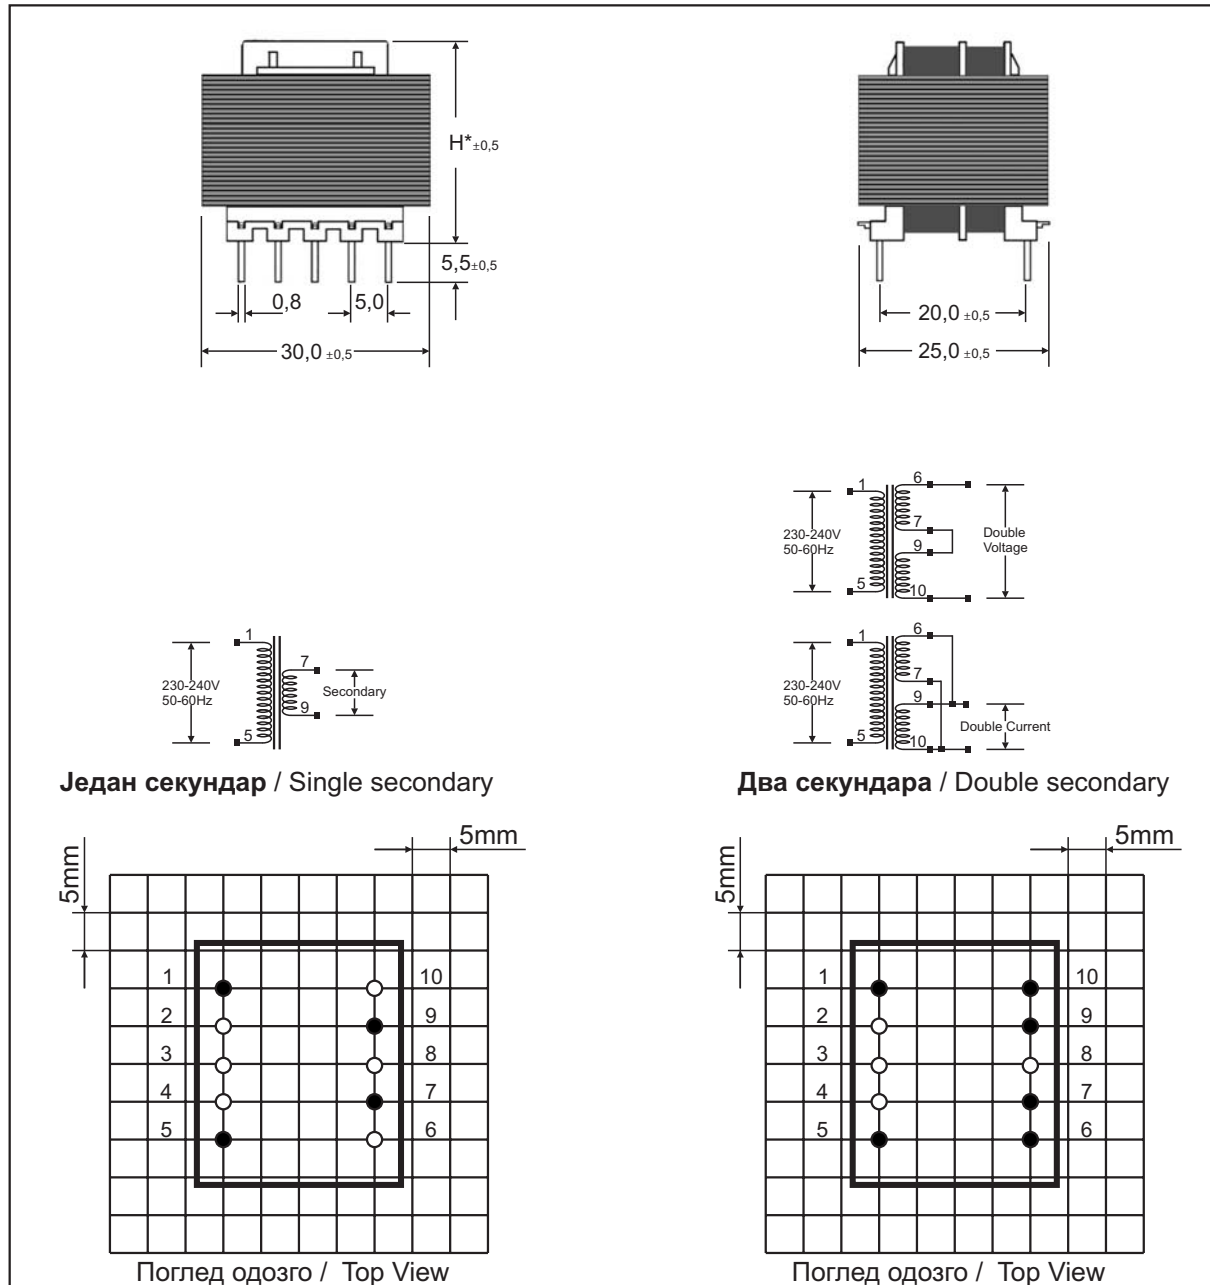 H*±0,5
5,5±0,5
0,8
5,0
30,0 ±0,5
20,0 ±0,5
25,0 ±0,5
1
6
7
230-240V
50-60Hz
9
Double
Voltage
5
10
1
7
230-240V
50-60Hz
Secondary
9
5
1
6
7
230-240V
50-60Hz
9
Double Current
5
10
Један секундар / Single secondary
Два секундара / Double secondary
5mm
5mm
1
10
2
9
3
8
4
7
5
6
Поглед одозго / Top View
5mm
5mm
1
10
2
9
3
8
4
7
5
6
Поглед одозго / Top View